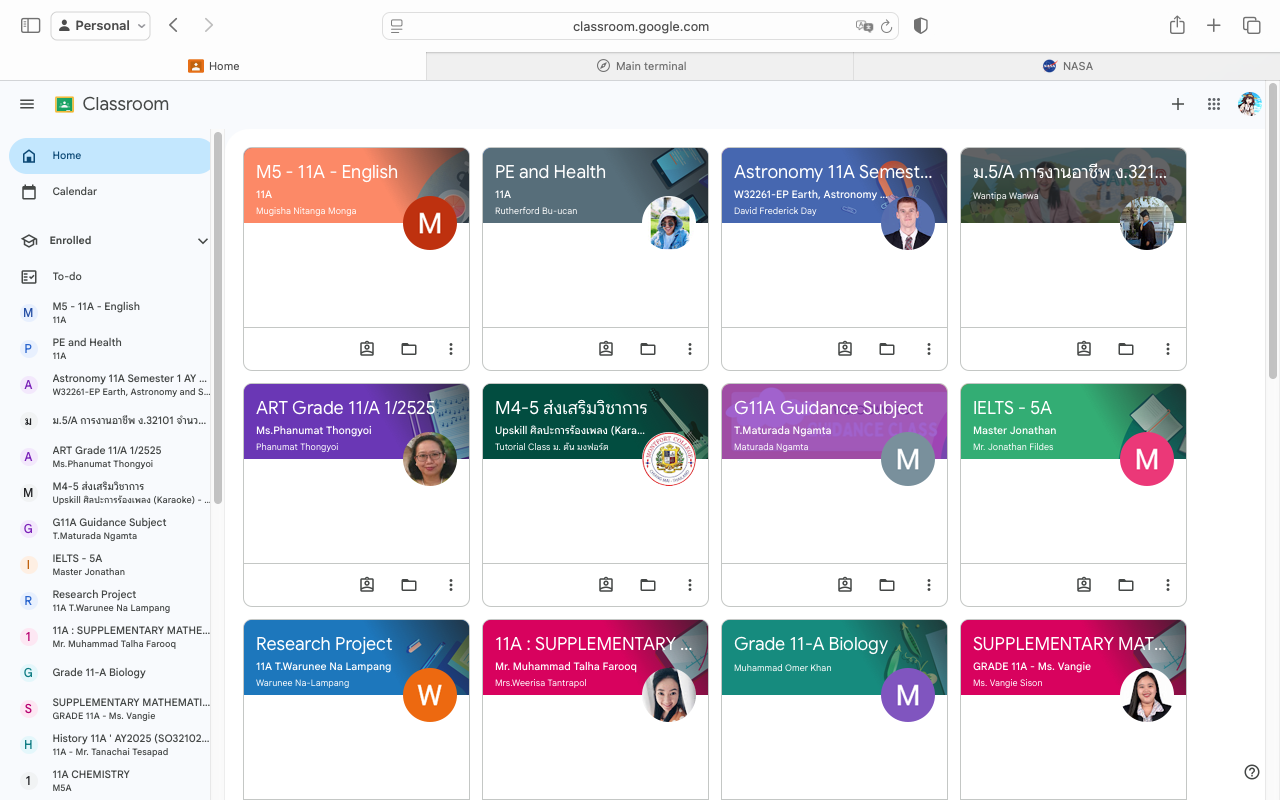 Personal
classroom.google.com
Home
Main terminal
NASA
Classroom
Home
Calendar
Enrolled
To-do
M
M5 - 11A - English
11A
P
PE and Health
11A
A
Astronomy 11A Semester 1 AY ...
W32261-EP Earth, Astronomy and S...
ม
ม.5/A การงานอาชีพ ง.32101 จำนว...
A
ART Grade 11/A 1/2525
Ms.Phanumat Thongyoi
M
M4-5 ส่งเสริมวิชาการ
Upskill ศิลปะการร้องเพลง (Karaoke) - ...
G
G11A Guidance Subject
T.Maturada Ngamta
I
IELTS - 5A
Master Jonathan
R
Research Project
11A T.Warunee Na Lampang
1
11A : SUPPLEMENTARY MATHE...
Mr. Muhammad Talha Farooq
G
Grade 11-A Biology
S
SUPPLEMENTARY MATHEMATI...
GRADE 11A - Ms. Vangie
H
History 11A ' AY2025 (SO32102...
11A - Mr. Tanachai Tesapad
1
11A CHEMISTRY
M5A
M5 - 11A - English
11A
Mugisha Nitanga Monga
M
PE and Health
11A
Rutherford Bu-ucan
Astronomy 11A Semest...
W32261-EP Earth, Astronomy ...
David Frederick Day
ม.5/A การงานอาชีพ ง.321...
Wantipa Wanwa
ART Grade 11/A 1/2525
Ms.Phanumat Thongyoi
Phanumat Thongyoi
M4-5 ส่งเสริมวิชาการ
Upskill ศิลปะการร้องเพลง (Kara...
Tutorial Class ม. ต้น มงฟอร์ต
G11A Guidance Subject
T.Maturada Ngamta
Maturada Ngamta
M
IELTS - 5A
Master Jonathan
Mr. Jonathan Fildes
M
Research Project
11A T.Warunee Na Lampang
Warunee Na-Lampang
W
11A : SUPPLEMENTARY ...
Mr. Muhammad Talha Farooq
Mrs.Weerisa Tantrapol
Grade 11-A Biology
Muhammad Omer Khan
M
SUPPLEMENTARY MAT...
GRADE 11A - Ms. Vangie
Ms. Vangie Sison